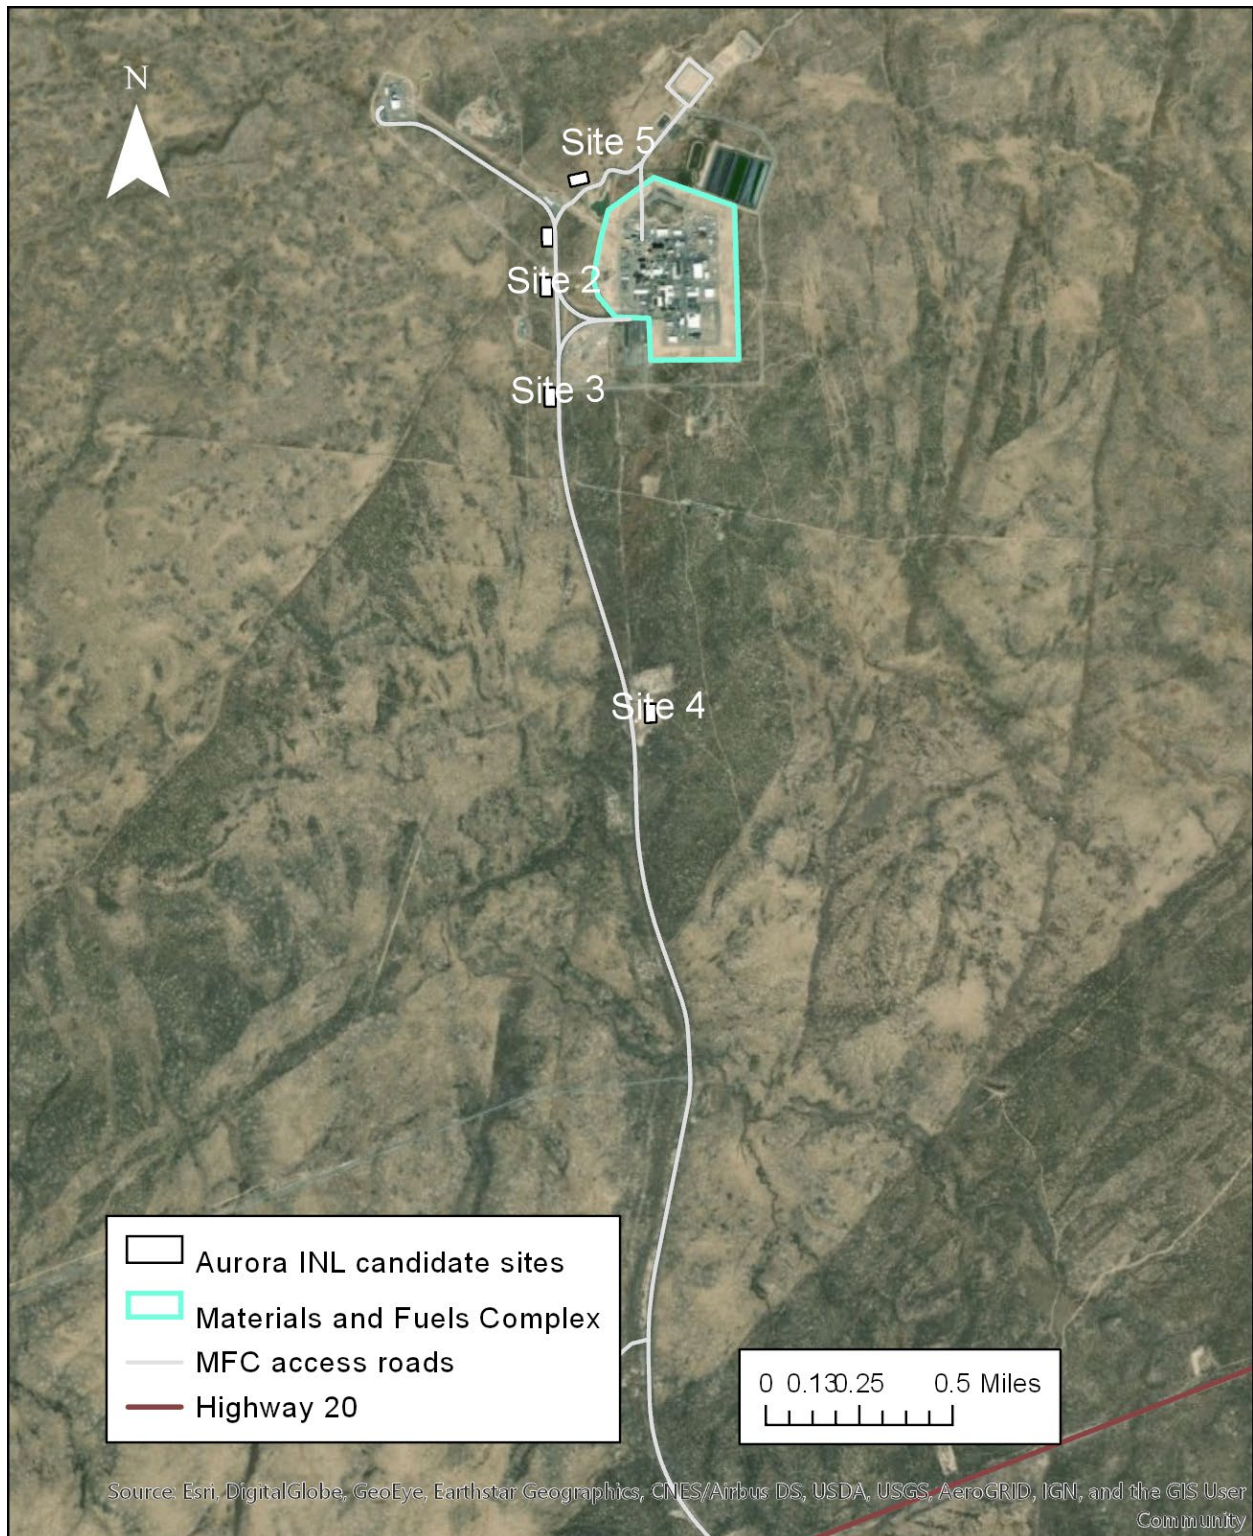 N
Site 5
Site 2
Site 3
Site 4
Aurora INL candidate sites
Materials and Fuels Complex
MFC access roads
Highway 20
0 0.130.25 0.5 Miles
Source: Esri, DigitalGlobe, GeoEye, Earthstar Geographics, CNES/Airbus DS, USDA, USGS, AeroGRID, IGN, and the GIS User
Community